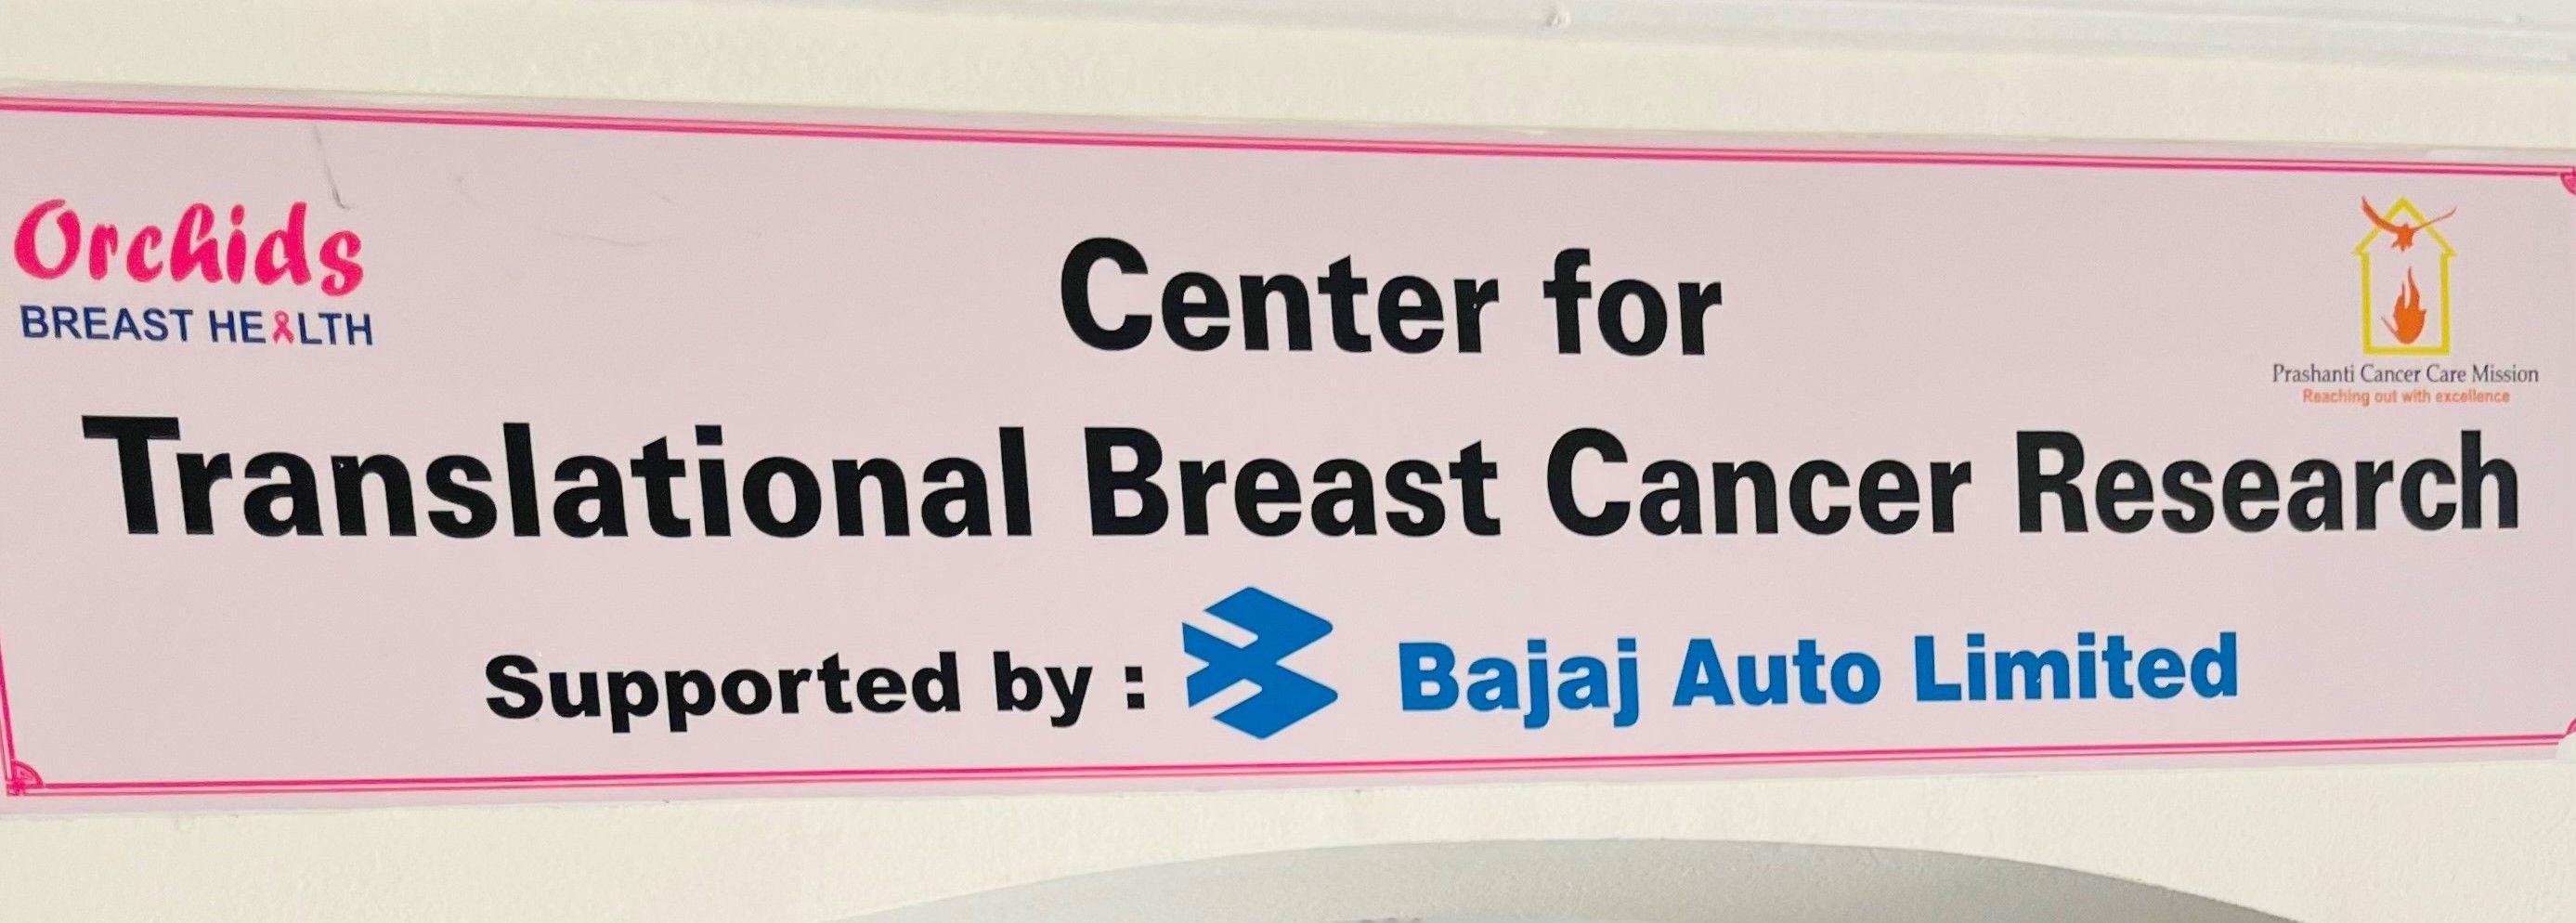 Orchids
BREAST HEALTH
Center for
Prashanti Cancer Care Mission
Reaching out with excellence
Translational Breast Cancer Research
Supported by : Bajaj Auto Limited